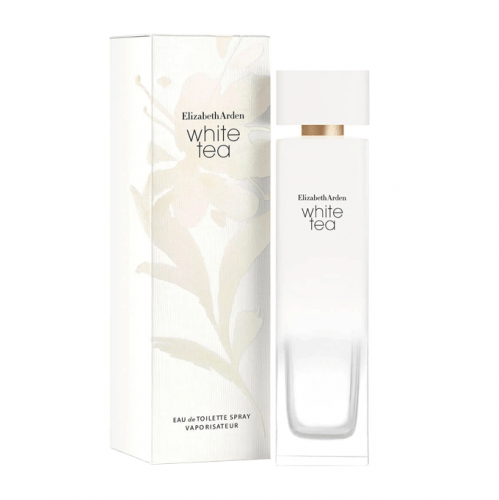 ElizabethArden
white
tea
EAU de TOILETTE SPRAY
VAPORISATEUR
ElizabethArden
white
tea